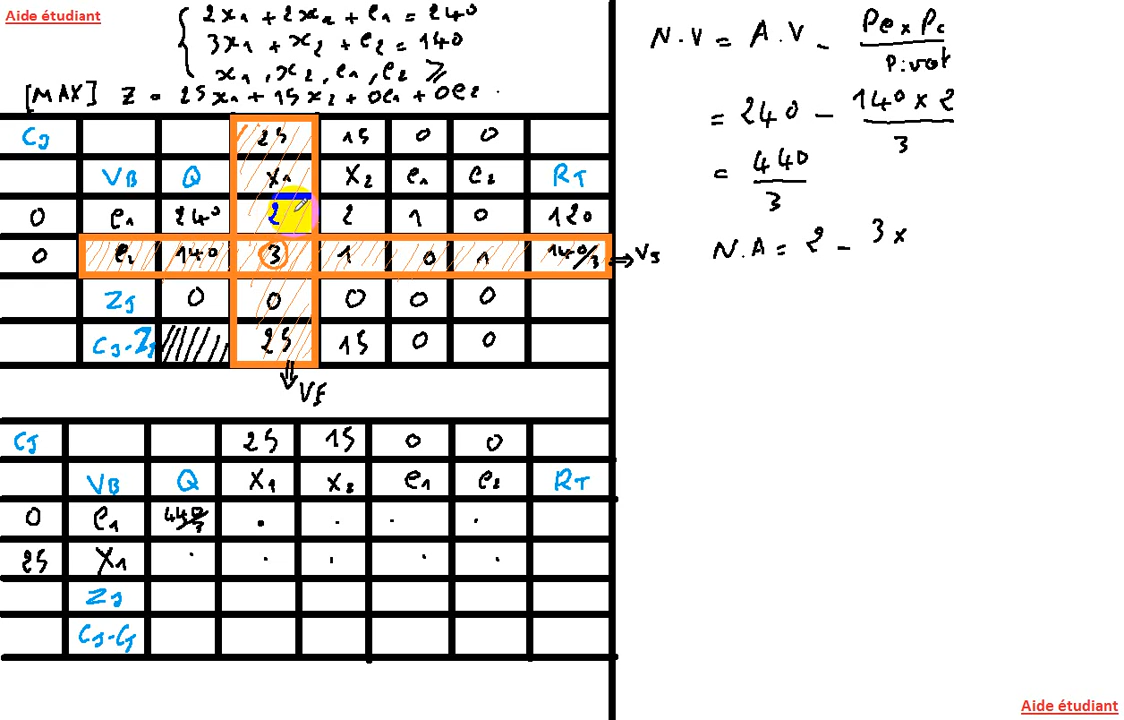 Aide étudiant
2x₁ + 2x₂ + e₁ = 240
3x₁ + x₂ + e₂ = 140
x₁, x₂, e₁, e₂ ≥
[MAX] Z = 25x₁ + 15x₂ + 0e₁ + 0e₂.
CJ 25 15 0 0
VB Q X₁ X₂ e₁ e₂ RT
0 e₁ 240 2 2 1 0 120
0 e₂ 140 3 1 0 1 140/3 ⇒ VS
ZJ 0 0 0 0 0
CJ-ZJ 25 15 0 0
⇓ VE
CJ 25 15 0 0
VB Q X₁ X₂ e₁ e₂ RT
0 e₁ 440/3 . . . .
25 X₁ . . . . .
ZJ
CJ-CJ
N.V = A.V - Pe × Pc
Pivot
= 240 - 140 × 2
3
= 440
3
N.A = 2 - 3 ×
Aide étudiant